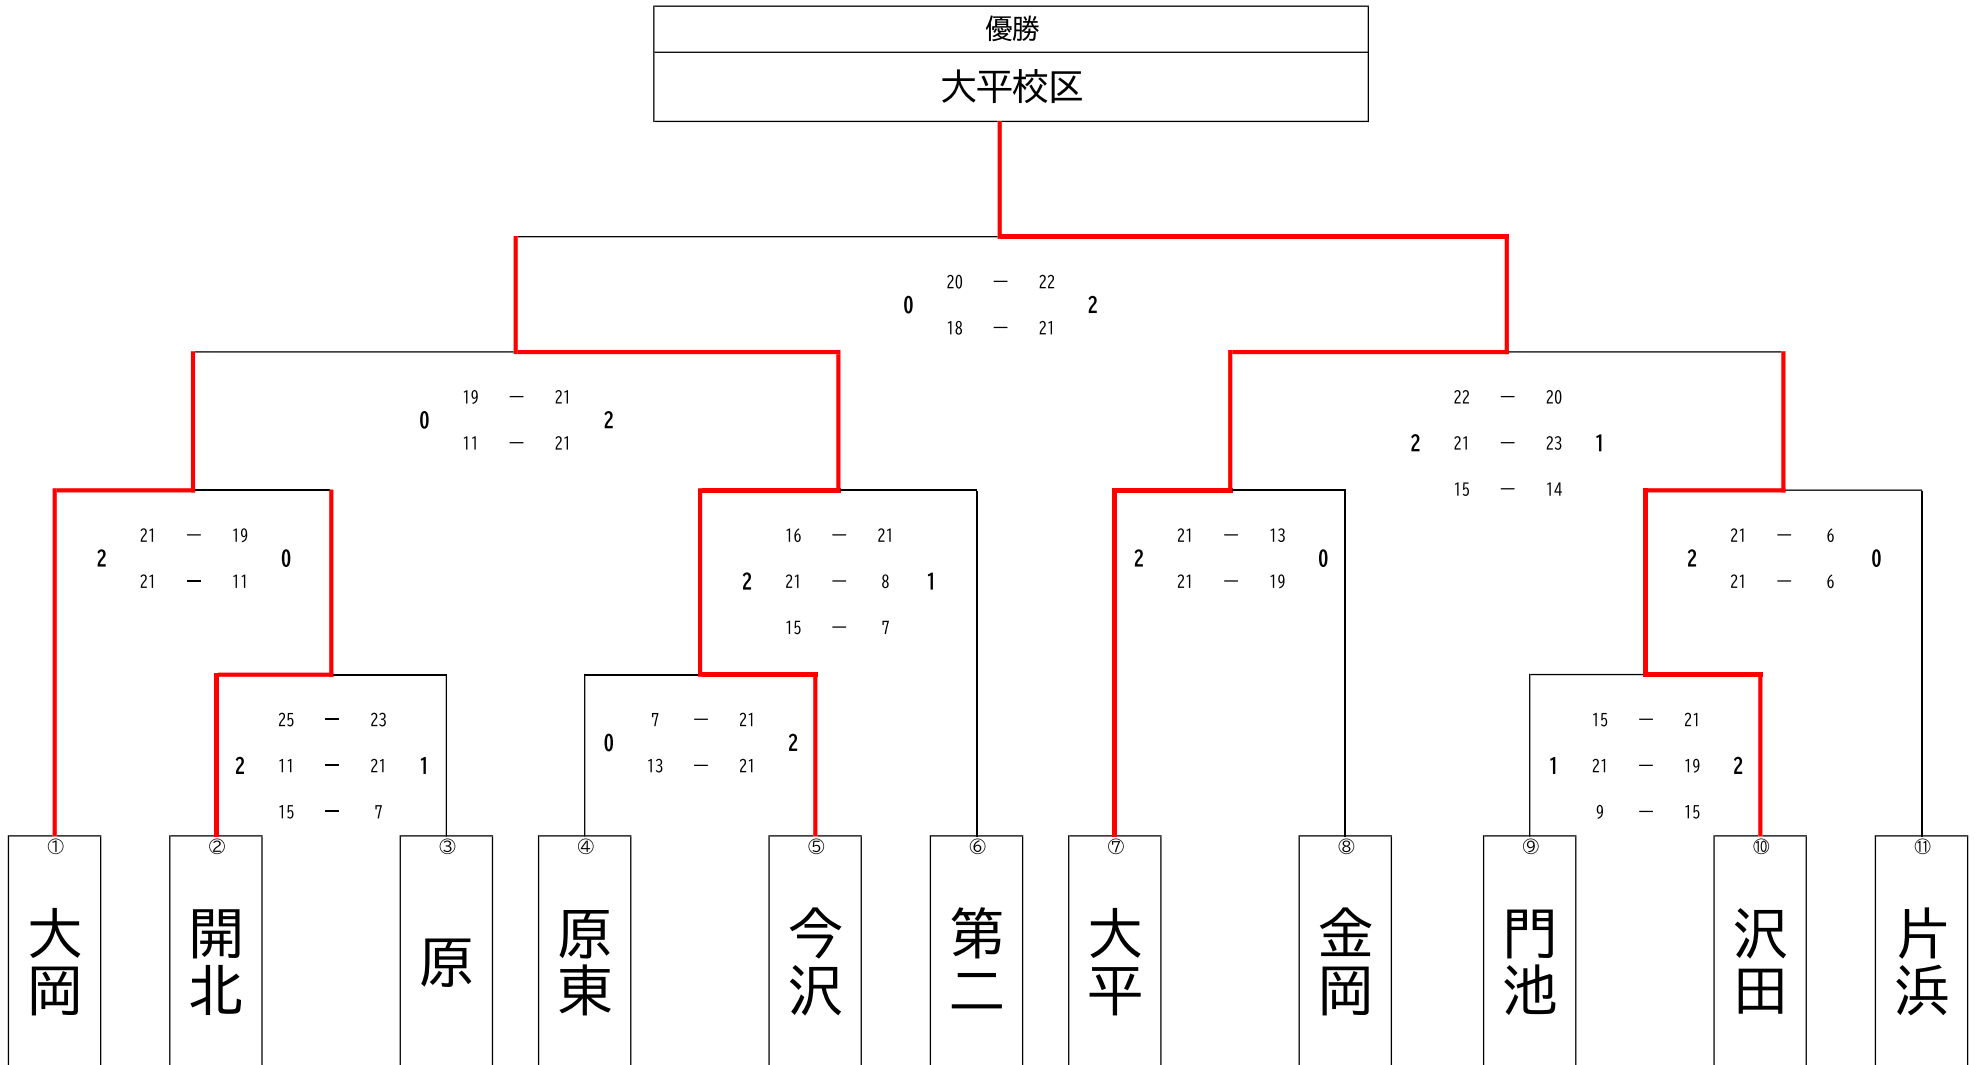 優勝
大平校区
20 － 22
0 2
18 － 21
19 － 21
0 2
11 － 21
22 － 20
2 21 － 23 1
15 － 14
21 － 19
2 0
21 － 11
16 － 21
2 21 － 8 1
15 － 7
21 － 13
2 0
21 － 19
21 － 6
2 0
21 － 6
25 － 23
2 11 － 21 1
15 － 7
7 － 21
0 2
13 － 21
15 － 21
1 21 － 19 2
9 － 15
① ② ③ ④ ⑤ ⑥ ⑦ ⑧ ⑨ ⑩ ⑪
大岡
開北
原
原東
今沢
第二
大平
金岡
門池
沢田
片浜